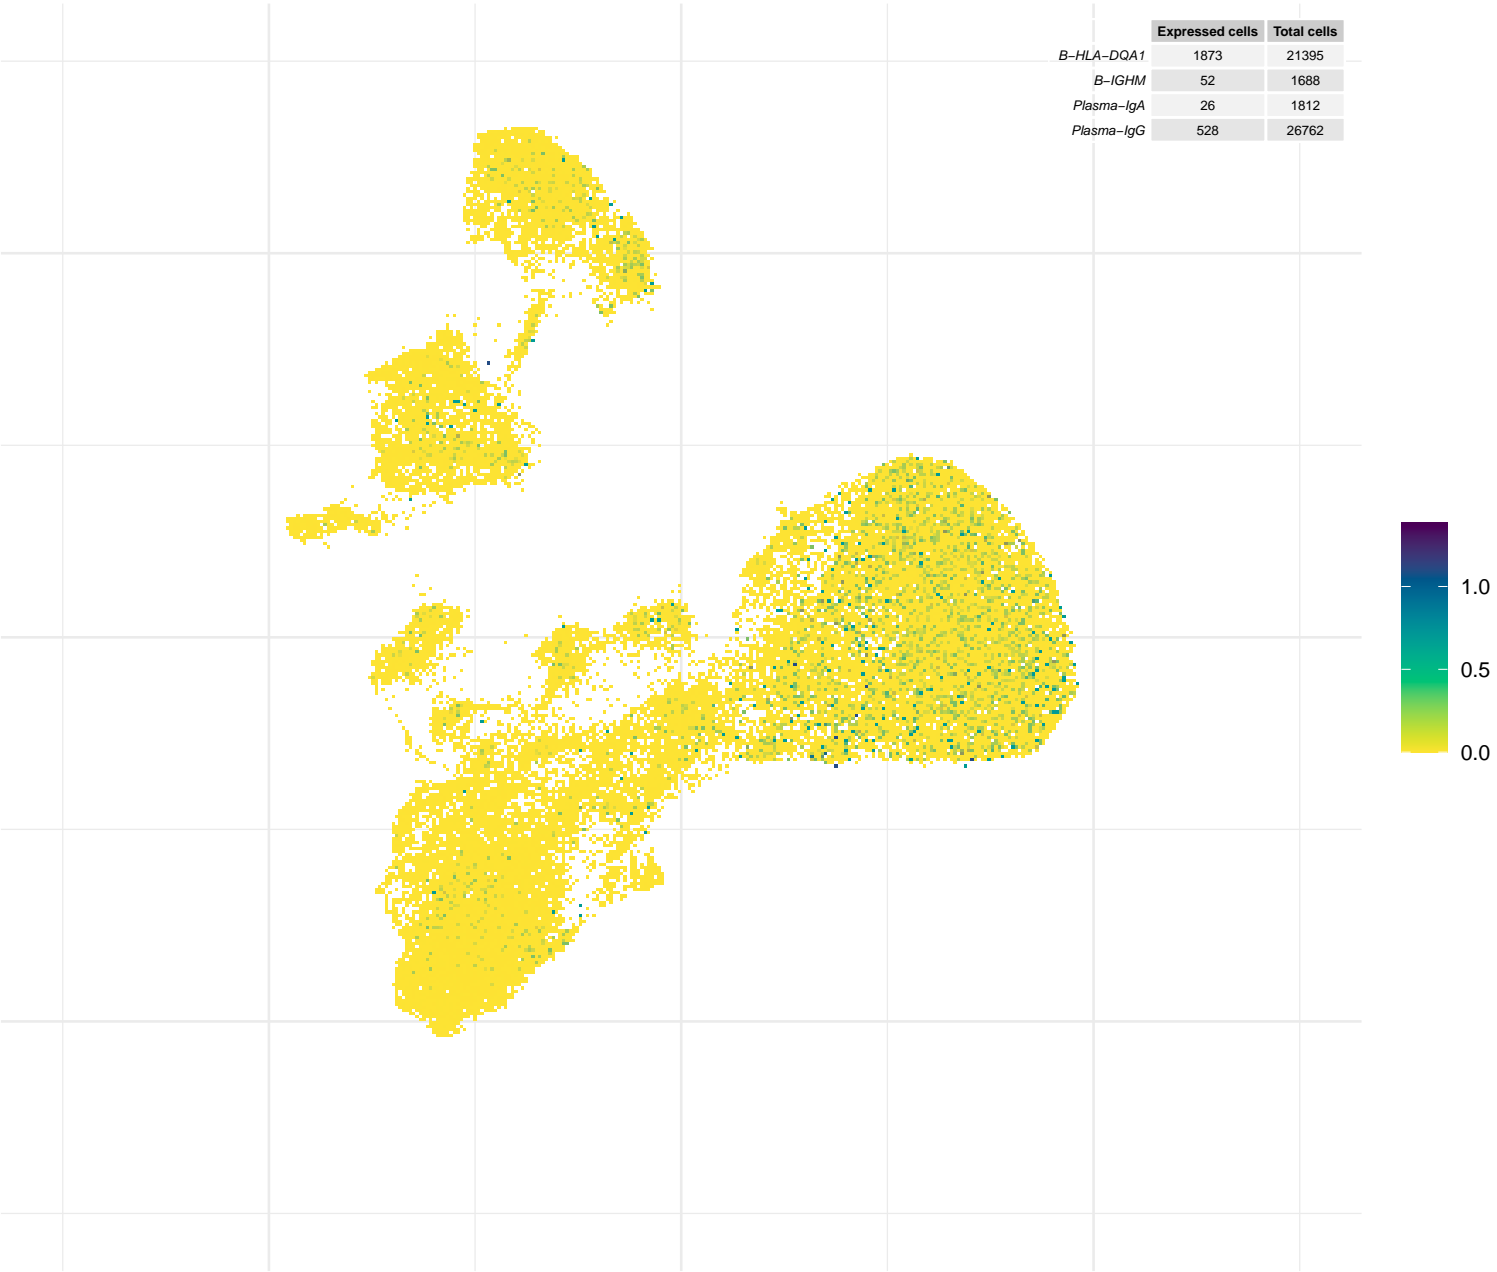 Expressed cells Total cells
B−HLA−DQA1 1873 21395
B−IGHM 52 1688
Plasma−IgA 26 1812
Plasma−IgG 528 26762
1.0
0.5
0.0